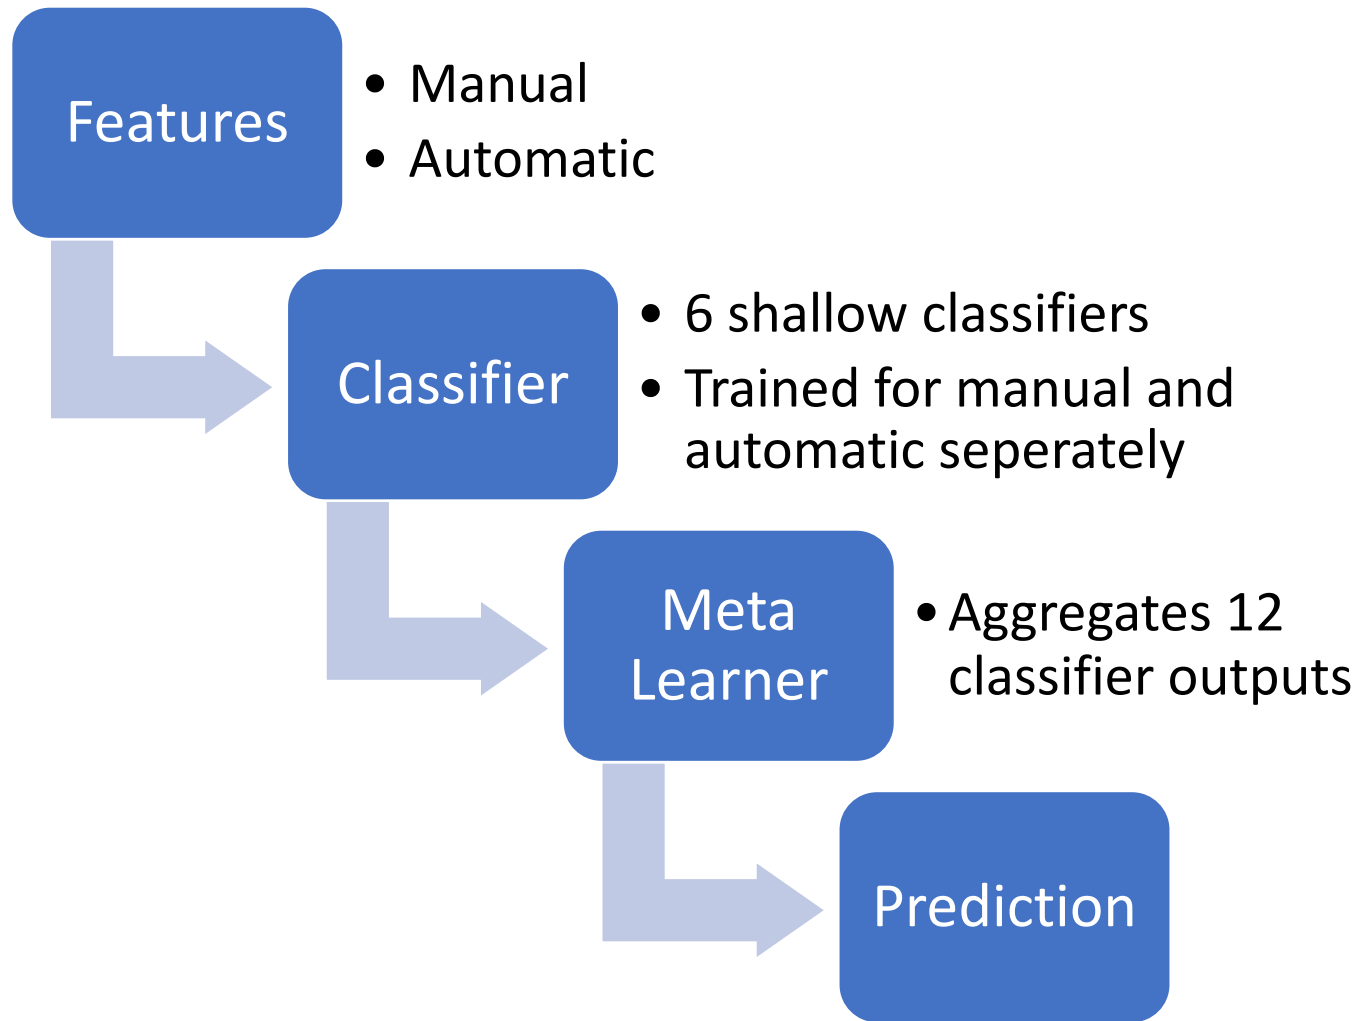 Features
• Manual
• Automatic
Classifier
• 6 shallow classifiers
• Trained for manual and
automatic seperately
Meta
Learner
• Aggregates 12
classifier outputs
Prediction